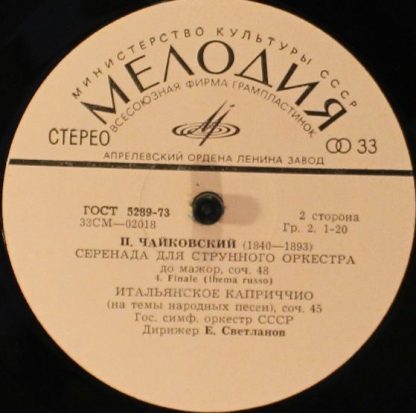 МИНИСТЕРСТВО КУЛЬТУРЫ СССР
МЕЛОДИЯ
ВСЕСОЮЗНАЯ ФИРМА ГРАМПЛАСТИНОК
СТЕРЕО
33
АПРЕЛЕВСКИЙ ОРДЕНА ЛЕНИНА ЗАВОД
ГОСТ 5289-73
2 сторона
33СМ—02018
Гр. 2. 1-20
П. ЧАЙКОВСКИЙ (1840—1893)
СЕРЕНАДА ДЛЯ СТРУННОГО ОРКЕСТРА
до мажор, соч. 48
4. Finale (thema russo)
ИТАЛЬЯНСКОЕ КАПРИЧЧИО
(на темы народных песен), соч. 45
Гос. симф. оркестр СССР
Дирижер Е. Светланов